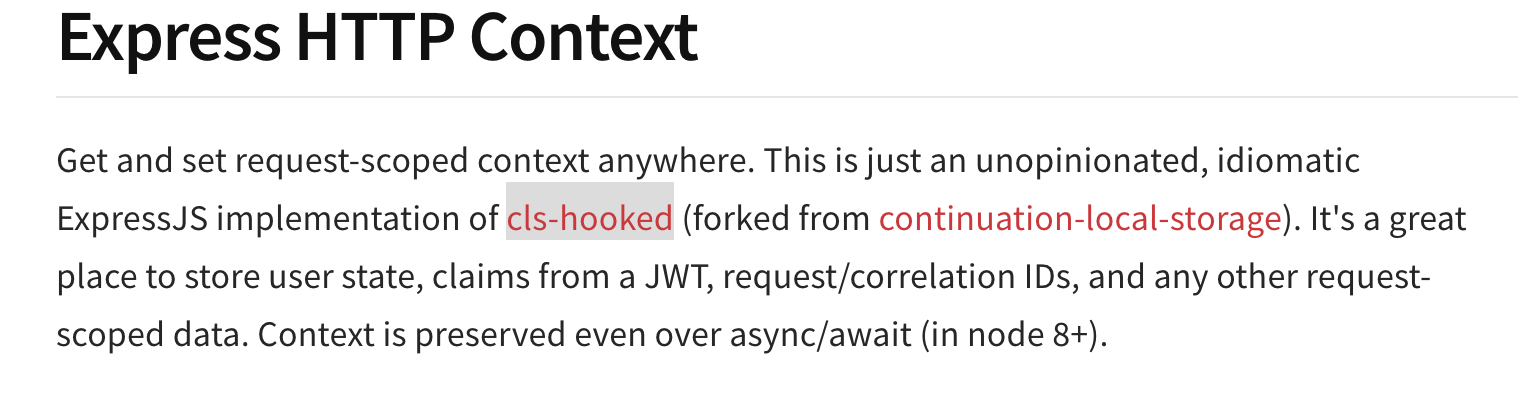 Express HTTP Context
Get and set request-scoped context anywhere. This is just an unopinionated, idiomatic
ExpressJS implementation of cls-hooked (forked from continuation-local-storage). It's a great
place to store user state, claims from a JWT, request/correlation IDs, and any other request-
scoped data. Context is preserved even over async/await (in node 8+).